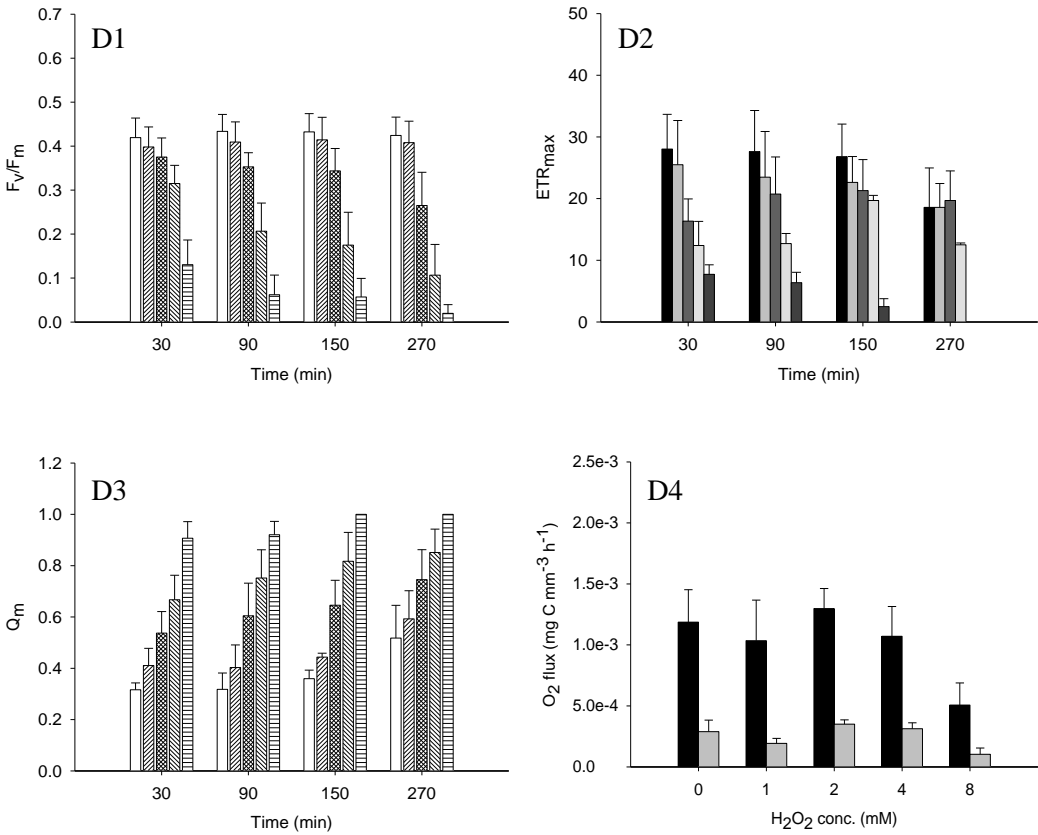 D1
0.7
0.6
0.5
0.4
0.3
0.2
0.1
0.0
Fv/Fm
30 90 150 270
Time (min)
D2
50
40
30
20
10
0
ETRmax
30 90 150 270
Time (min)
D3
1.2
1.0
0.8
0.6
0.4
0.2
0.0
Qm
30 90 150 270
Time (min)
D4
2.5e-3
2.0e-3
1.5e-3
1.0e-3
5.0e-4
0.0
O2 flux (mg C mm-3 h-1)
0 1 2 4 8
H2O2 conc. (mM)